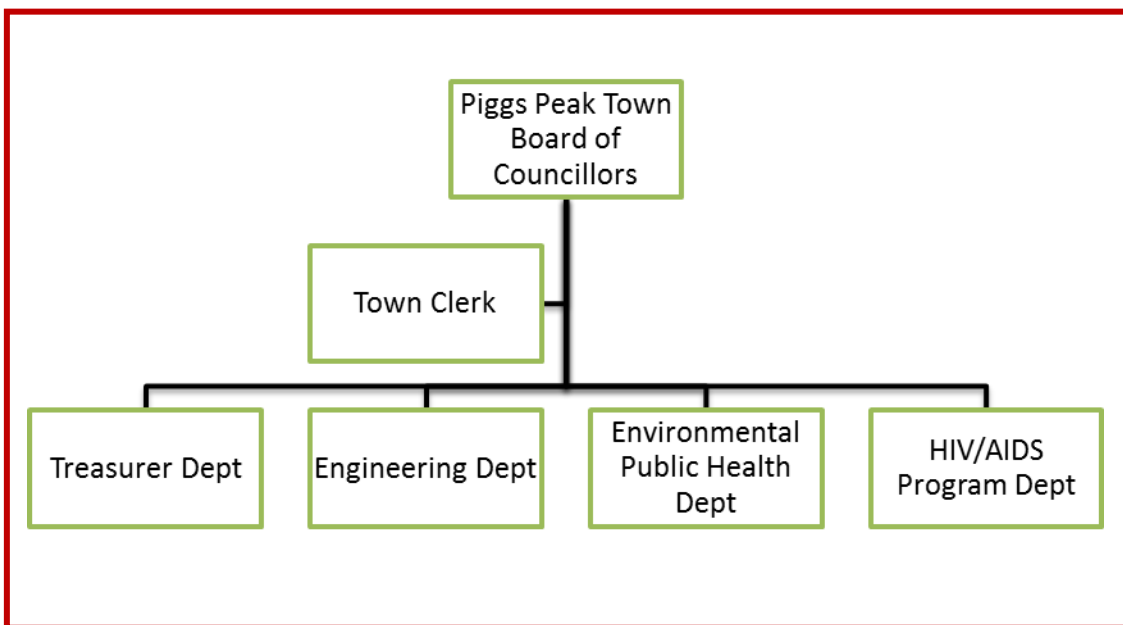 Piggs Peak Town
Board of
Councillors
Town Clerk
Treasurer Dept
Engineering Dept
Environmental
Public Health
Dept
HIV/AIDS
Program Dept